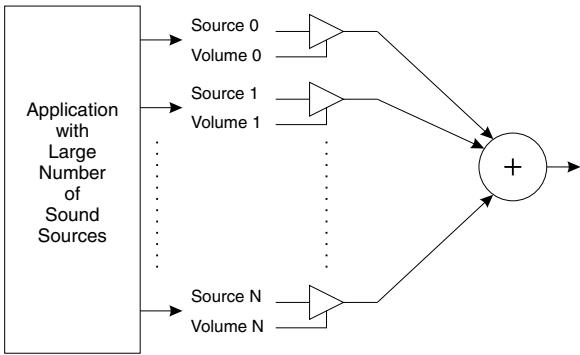 Application
with
Large
Number
of
Sound
Sources
Source 0
Volume 0
Source 1
Volume 1
Source N
Volume N
+